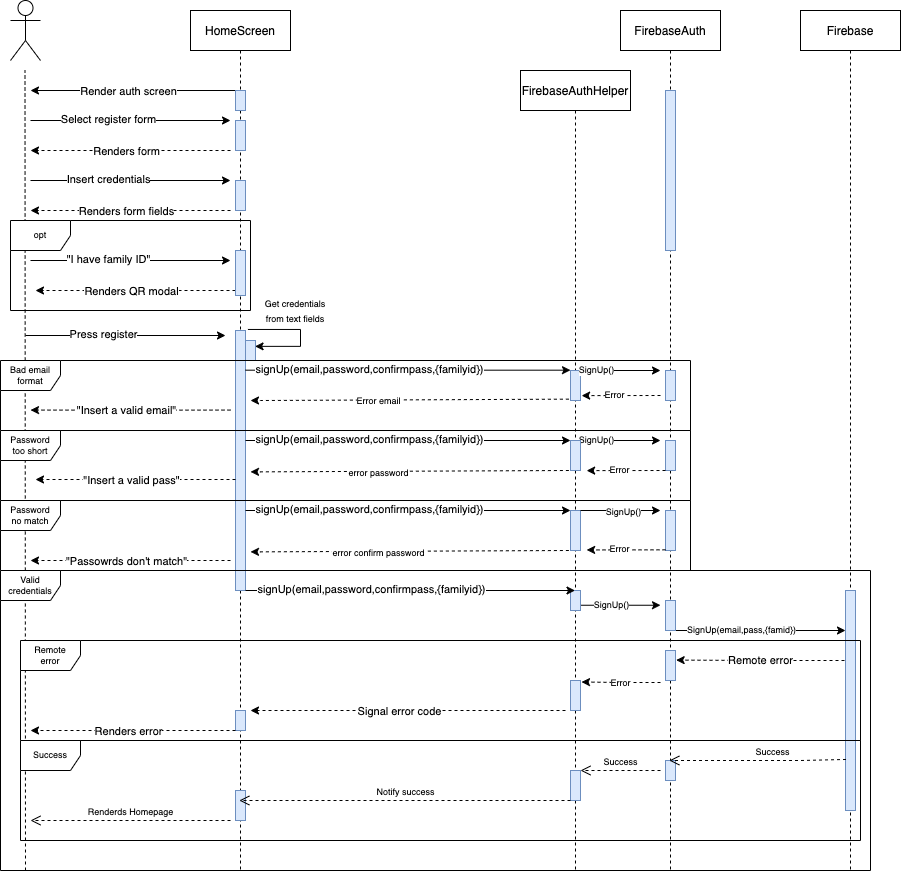 HomeScreen
FirebaseAuth
Firebase
FirebaseAuthHelper
Render auth screen
Select register form
Renders form
Insert credentials
Renders form fields
opt
"I have family ID"
Renders QR modal
Get credentials
from text fields
Press register
Bad email
format
signUp(email,password,confirmpass,{familyid})
SignUp()
Error
Error email
"Insert a valid email"
Password
too short
signUp(email,password,confirmpass,{familyid})
SignUp()
Error
error password
"Insert a valid pass"
Password
no match
signUp(email,password,confirmpass,{familyid})
SignUp()
Error
error confirm password
"Passowrds don't match"
Valid
credentials
signUp(email,password,confirmpass,{familyid})
SignUp()
SignUp(email,pass,{famid})
Remote
error
Remote error
Error
Signal error code
Renders error
Success
Success
Success
Notify success
Renderds Homepage